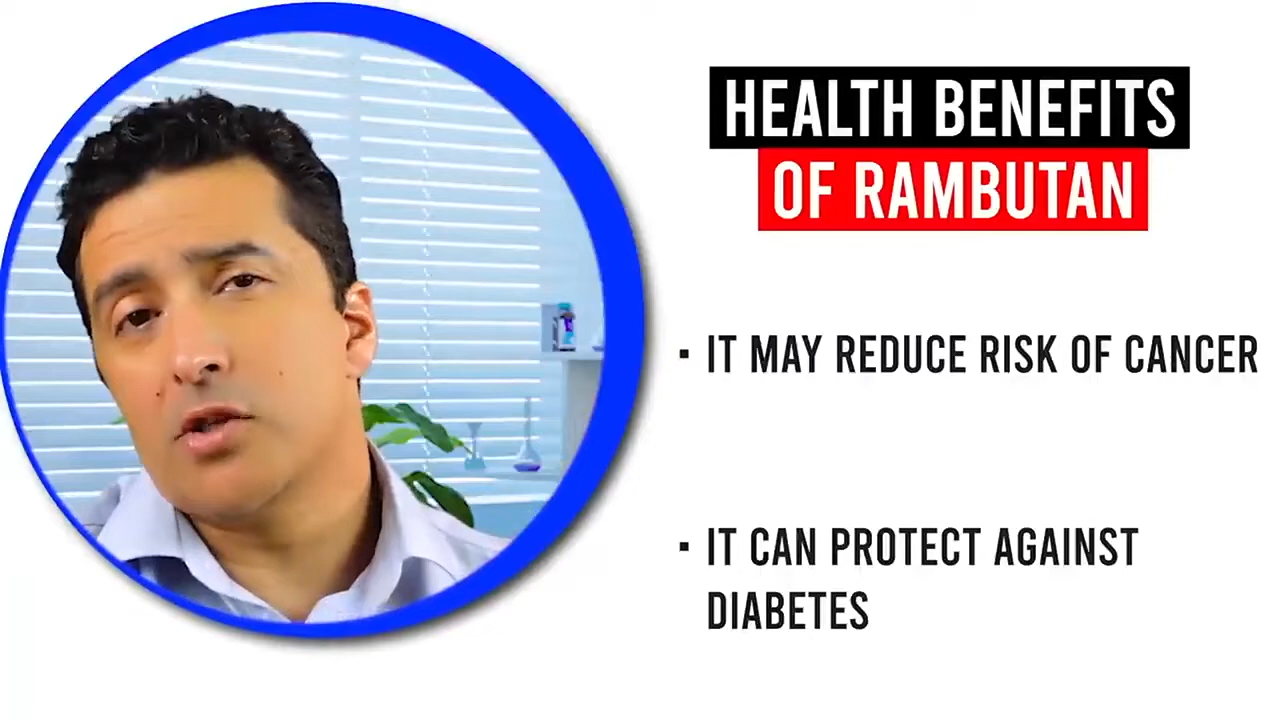 HEALTH BENEFITS
OF RAMBUTAN
▪ IT MAY REDUCE RISK OF CANCER
▪ IT CAN PROTECT AGAINST
DIABETES